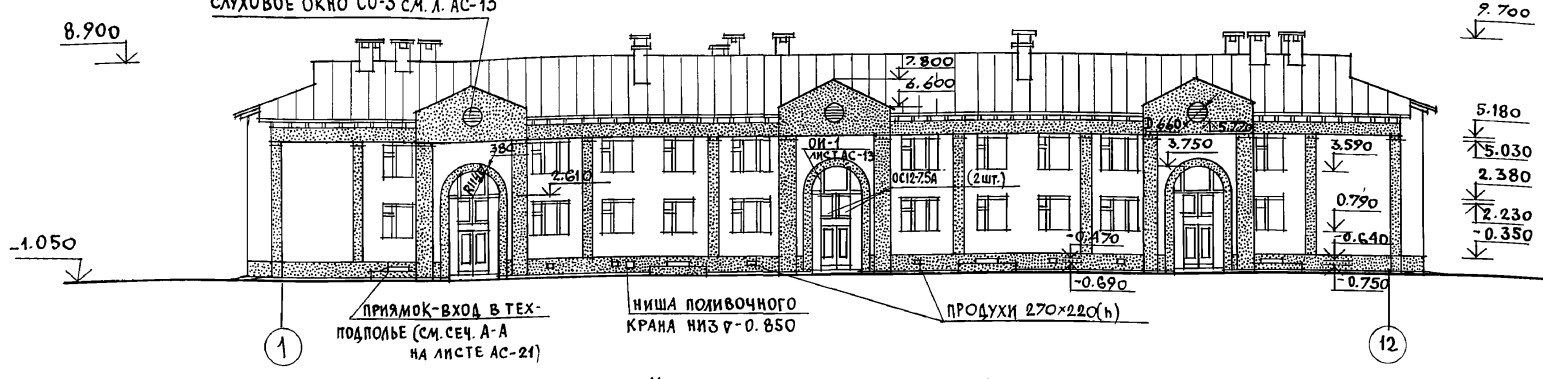 СЛУХОВОЕ ОКНО СО-3 СМ.Л. АС-13
8.900
9.700
7.800
6.600
5.180
5.030
380
ОИ-1
ЛИСТ АС-13
3.750
3.590
2.610
ОС12-7.5А (2 ШТ.)
2.380
0.790
2.230
-0.350
-1.050
-0.470
-0.640
-0.690
-0.750
ПРИЯМОК-ВХОД В ТЕХ-
ПОДПОЛЬЕ (СМ. СЕЧ. А-А
НА ЛИСТЕ АС-21)
НИША ПОЛИВОЧНОГО
КРАНА НИЗ ▽-0.850
ПРОДУХИ 270×220(h)
1
12